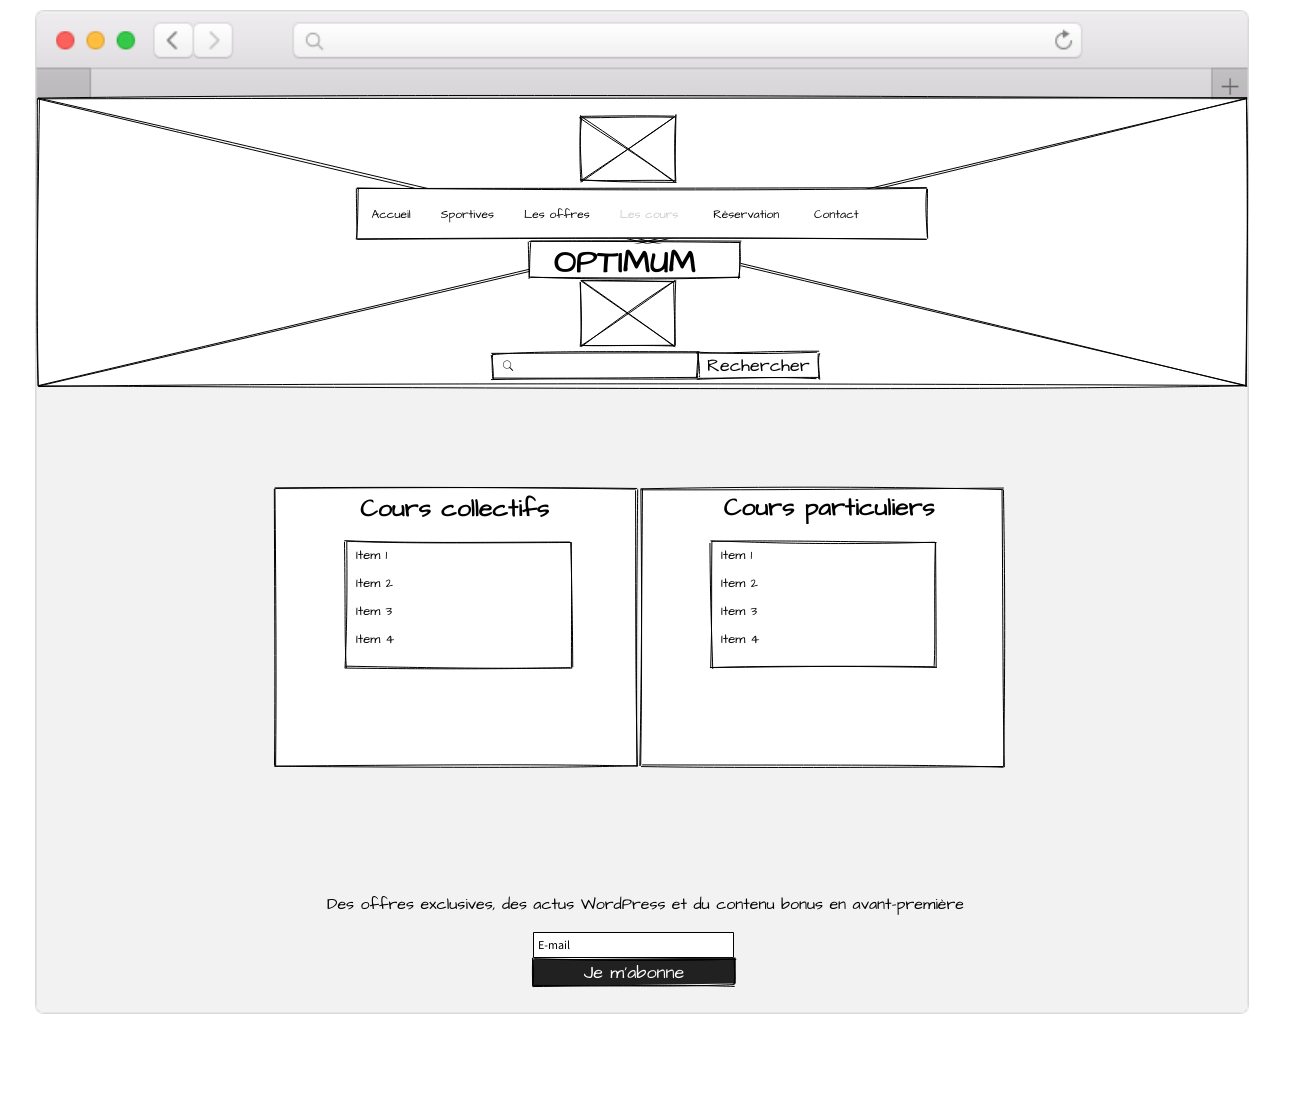 Accueil Sportives Les offres Les cours Réservation Contact
OPTIMUM
Rechercher
Cours collectifs
Item 1
Item 2
Item 3
Item 4
Cours particuliers
Item 1
Item 2
Item 3
Item 4
Des offres exclusives, des actus WordPress et du contenu bonus en avant-première
E-mail
Je m'abonne